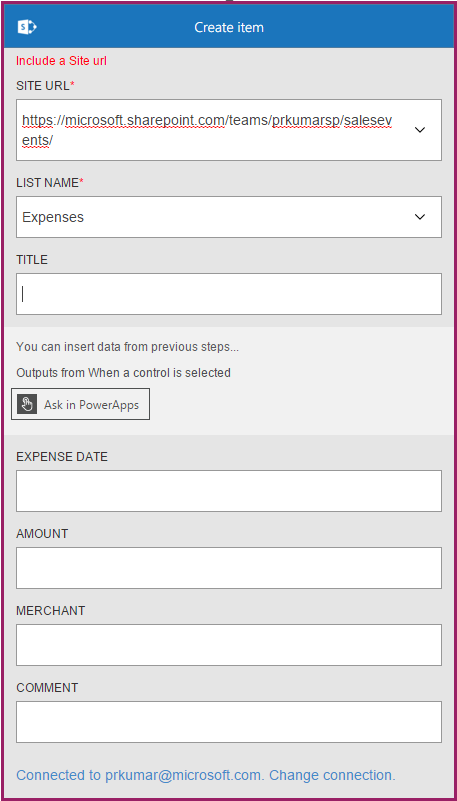 Create item
Include a Site url
SITE URL*
https://microsoft.sharepoint.com/teams/prkumarsp/salesev
ents/
LIST NAME*
Expenses
TITLE
You can insert data from previous steps...
Outputs from When a control is selected
Ask in PowerApps
EXPENSE DATE
AMOUNT
MERCHANT
COMMENT
Connected to prkumar@microsoft.com. Change connection.